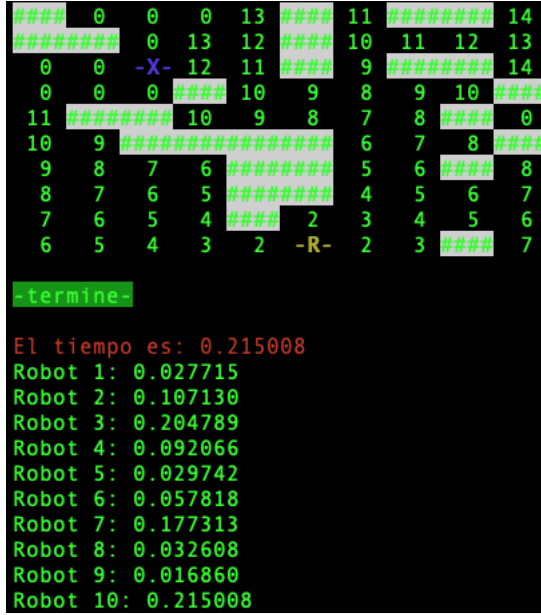 #### 0 0 0 13 #### 11 ######## 14
######## 0 13 12 #### 10 11 12 13
0 0 -X- 12 11 #### 9 ######## 14
0 0 0 #### 10 9 8 9 10 ####
11 ######## 10 9 8 7 8 #### 0
10 9 ################ 6 7 8 ####
9 8 7 6 ######## 5 6 #### 8
8 7 6 5 ######## 4 5 6 7
7 6 5 4 #### 2 3 4 5 6
6 5 4 3 2 -R- 2 3 #### 7
-termine-
El tiempo es: 0.215008
Robot 1: 0.027715
Robot 2: 0.107130
Robot 3: 0.204789
Robot 4: 0.092066
Robot 5: 0.029742
Robot 6: 0.057818
Robot 7: 0.177313
Robot 8: 0.032608
Robot 9: 0.016860
Robot 10: 0.215008